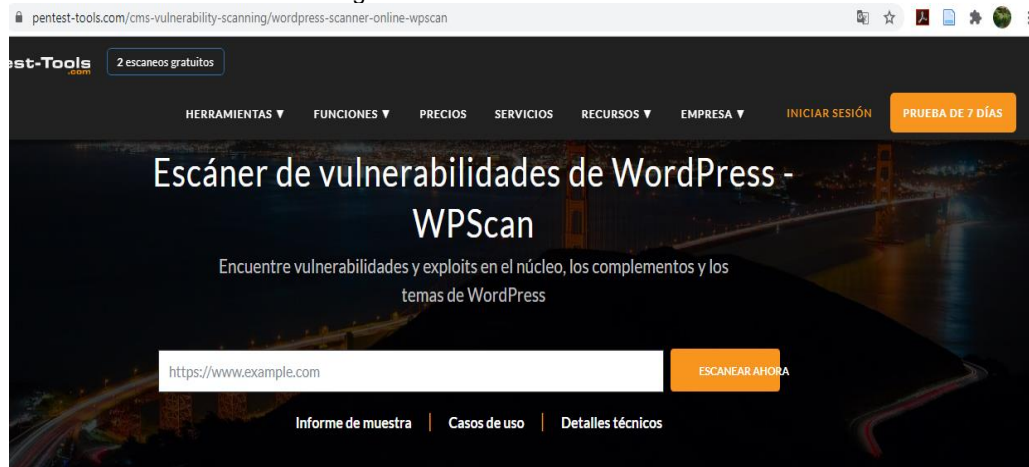 pentest-tools.com/cms-vulnerability-scanning/wordpress-scanner-online-wpscan
est-Tools
.com
2 escaneos gratuitos
HERRAMIENTAS ▼ FUNCIONES ▼ PRECIOS SERVICIOS RECURSOS ▼ EMPRESA ▼ INICIAR SESIÓN PRUEBA DE 7 DÍAS
Escáner de vulnerabilidades de WordPress -
WPScan
Encuentre vulnerabilidades y exploits en el núcleo, los complementos y los
temas de WordPress
https://www.example.com ESCANEAR AHORA
Informe de muestra | Casos de uso | Detalles técnicos